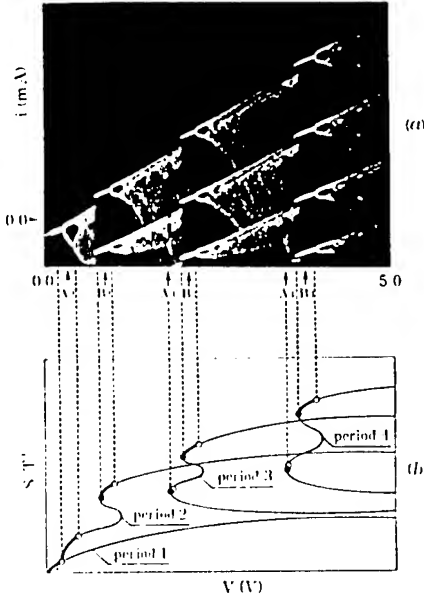 i (mA)
(a)
0.0
0.0
5.0
A
B
A
B
A
B
period 4
(b)
period 3
period 2
period 1
V (V)